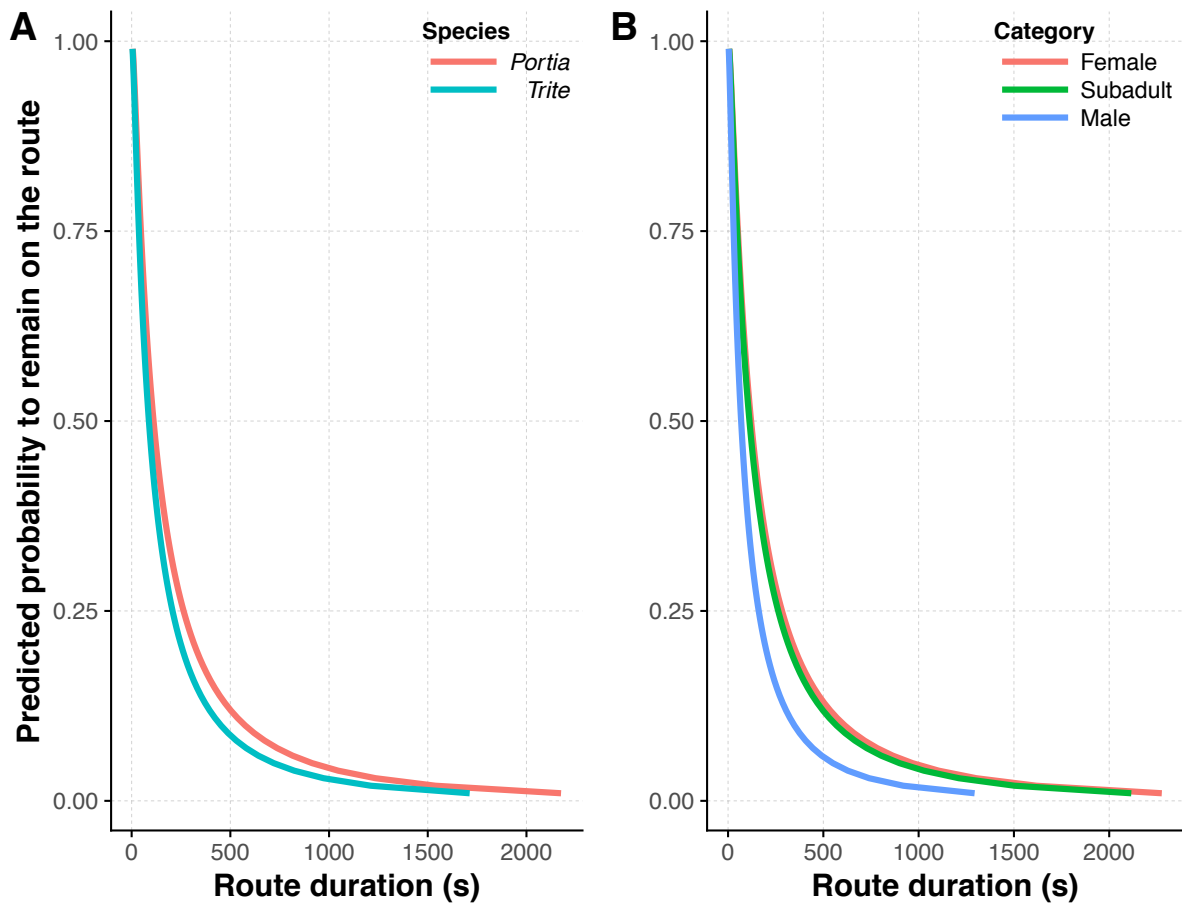 A
Predicted probability to remain on the route
1.00
0.75
0.50
0.25
0.00
0
500
1000
1500
2000
Route duration (s)
Species
Portia
Trite
B
1.00
0.75
0.50
0.25
0.00
0
500
1000
1500
2000
Route duration (s)
Category
Female
Subadult
Male